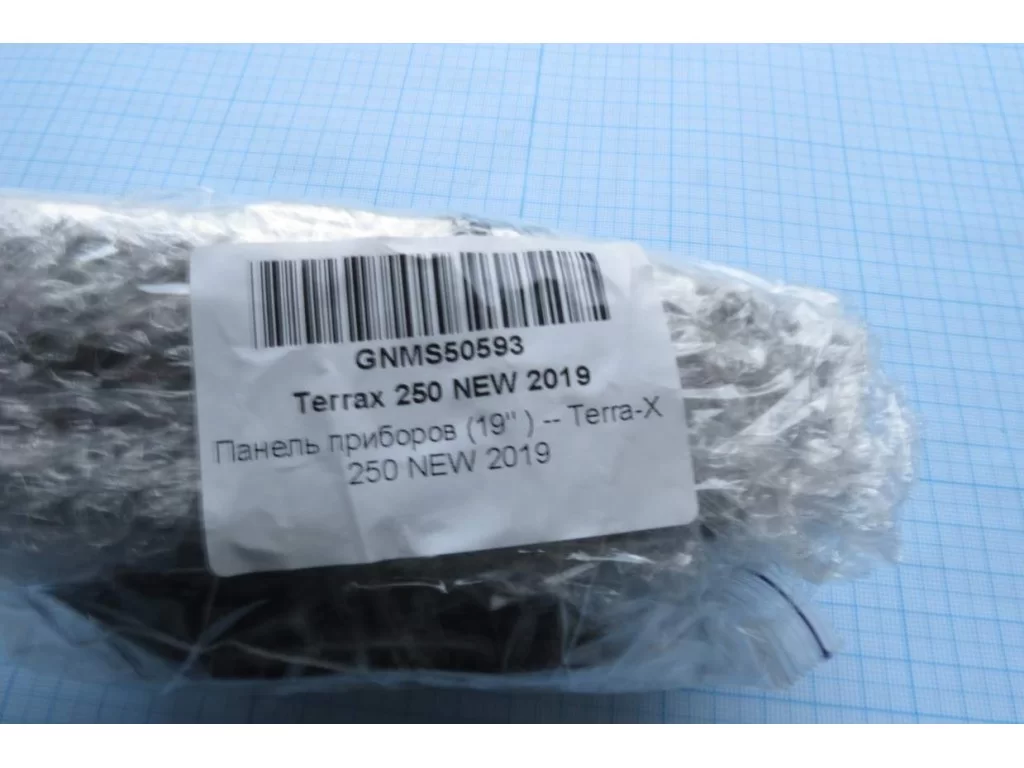 GNMS50593
Terrax 250 NEW 2019
Панель приборов (19" ) -- Terra-X
250 NEW 2019